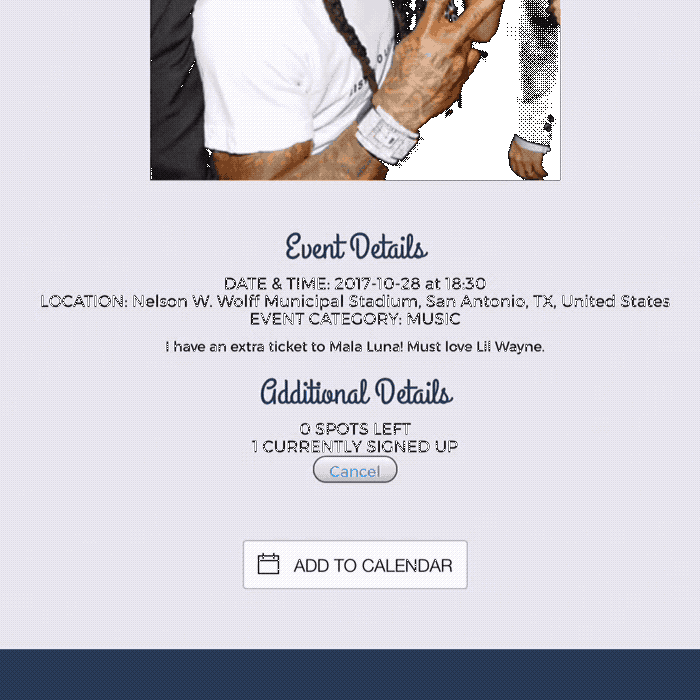 Event Details
DATE & TIME: 2017-10-28 at 18:30
LOCATION: Nelson W. Wolff Municipal Stadium, San Antonio, TX, United States
EVENT CATEGORY: MUSIC
I have an extra ticket to Mala Luna! Must love Lil Wayne.
Additional Details
0 SPOTS LEFT
1 CURRENTLY SIGNED UP
Cancel
ADD TO CALENDAR